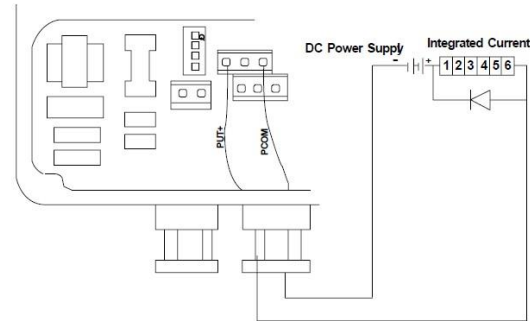 DC Power Supply
Integrated Current
- +
1 2 3 4 5 6
PUT+
PCOM